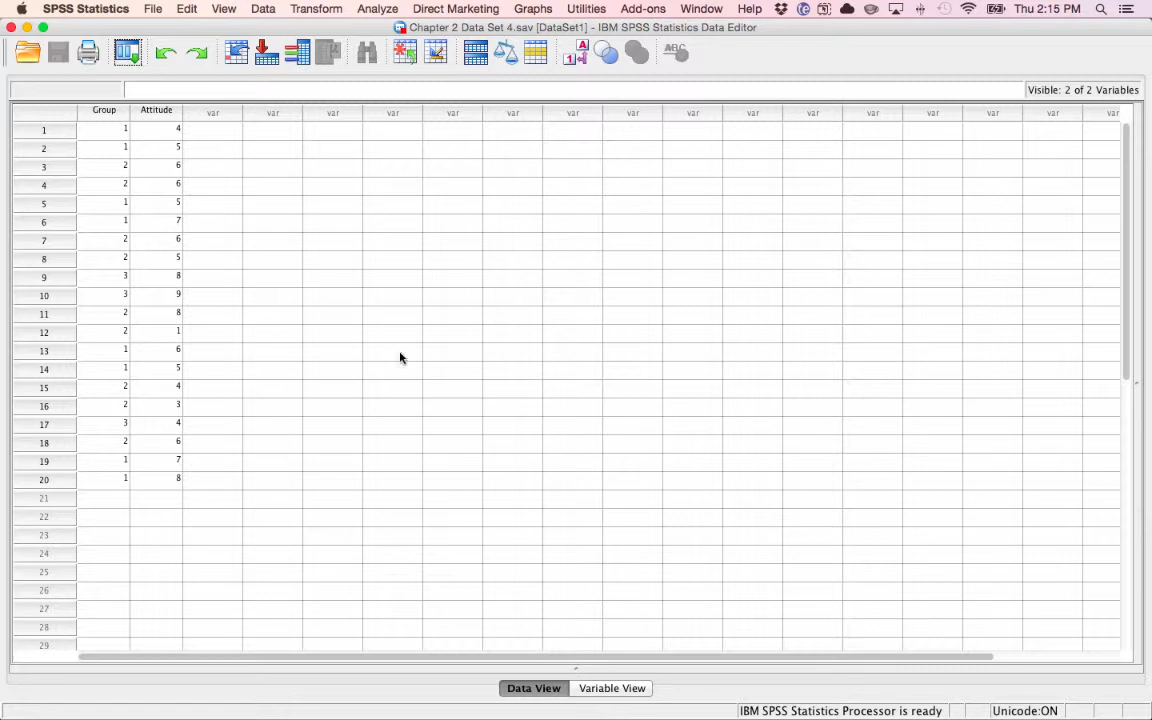 SPSS Statistics File Edit View Data Transform Analyze Direct Marketing Graphs Utilities Add-ons Window Help Thu 2:15 PM
Chapter 2 Data Set 4.sav [DataSet1] - IBM SPSS Statistics Data Editor
Visible: 2 of 2 Variables
Group Attitude var var var var var var var var var var var var var var var var
1 1 4
2 1 5
3 2 6
4 2 6
5 1 5
6 1 7
7 2 6
8 2 5
9 3 8
10 3 9
11 2 8
12 2 1
13 1 6
14 1 5
15 2 4
16 2 3
17 3 4
18 2 6
19 1 7
20 1 8
21
22
23
24
25
26
27
28
29
Data View Variable View
IBM SPSS Statistics Processor is ready Unicode:ON